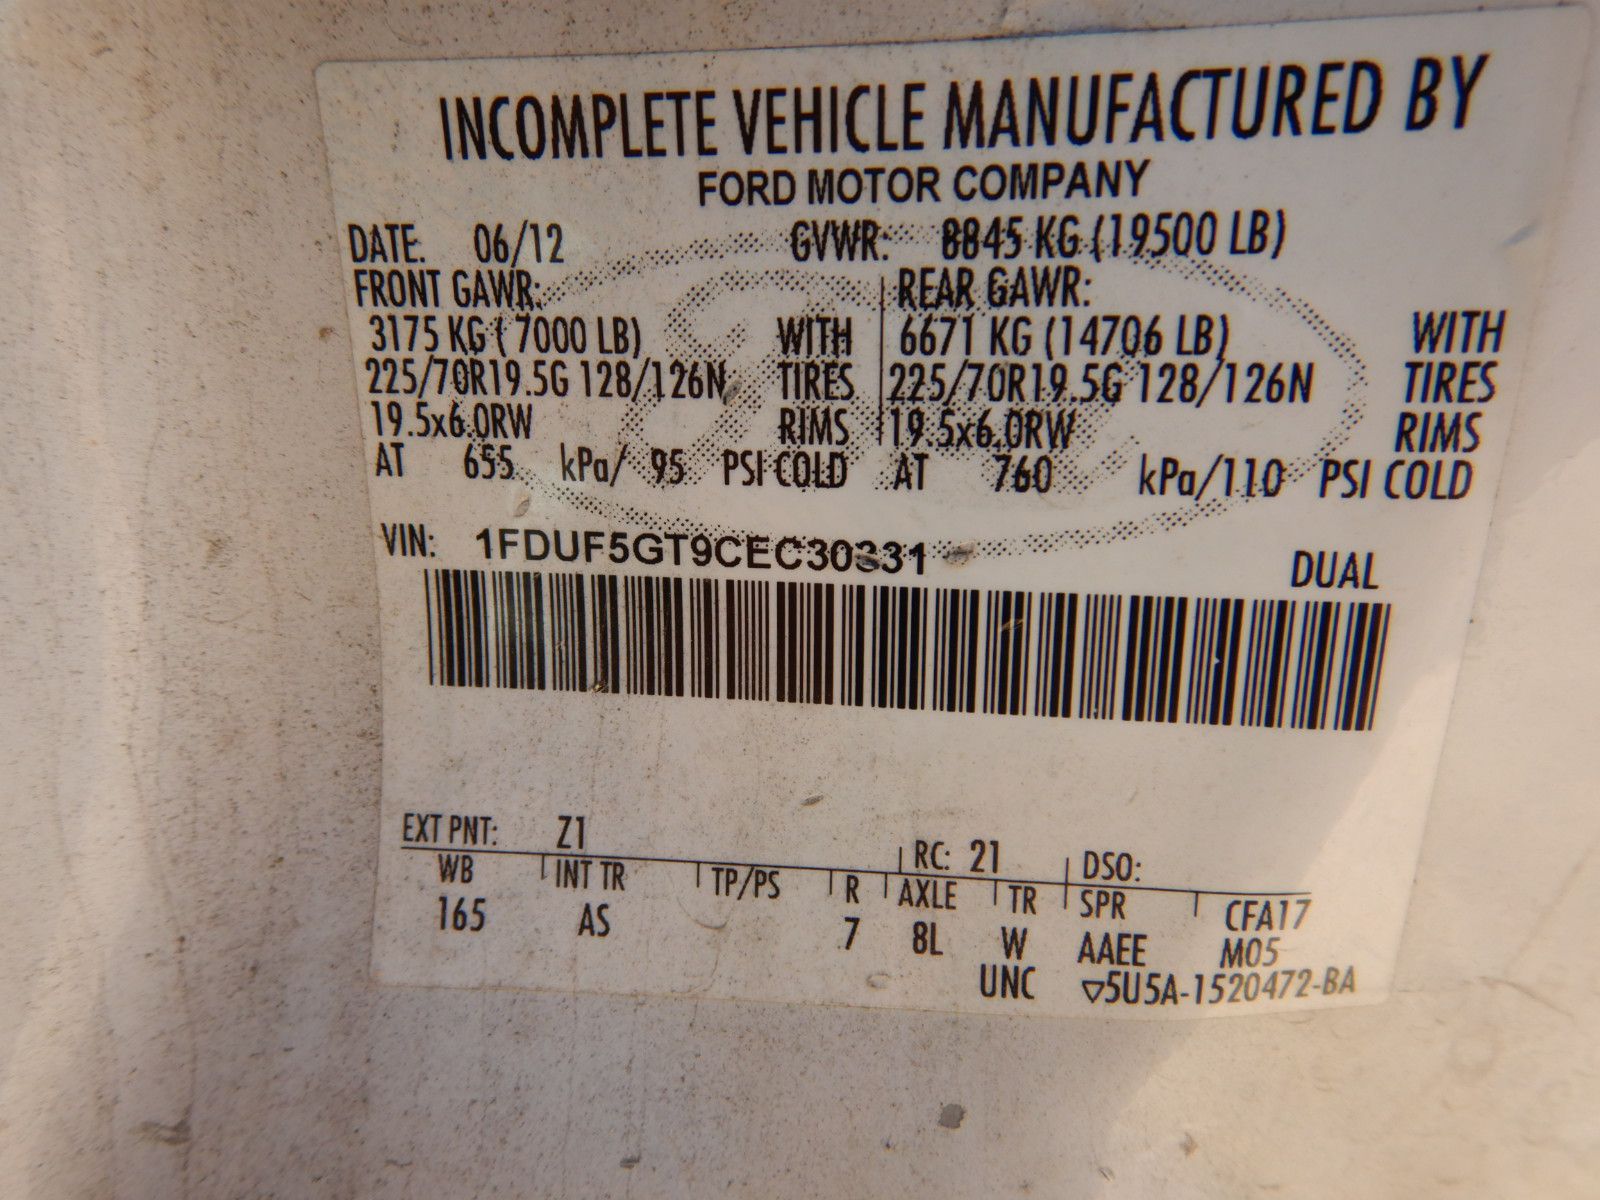 INCOMPLETE VEHICLE MANUFACTURED BY
FORD MOTOR COMPANY
DATE: 06/12 GVWR: 8845 KG (19500 LB)
FRONT GAWR: REAR GAWR:
3175 KG ( 7000 LB) WITH 6671 KG (14706 LB) WITH
225/70R19.5G 128/126N TIRES 225/70R19.5G 128/126N TIRES
19.5x6.0RW RIMS 19.5x6.0RW RIMS
AT 655 kPa/ 95 PSI COLD AT 760 kPa/110 PSI COLD
VIN: 1FDUF5GT9CEC30331
DUAL
EXT PNT: Z1 RC: 21 DSO:
WB INT TR TP/PS R AXLE TR SPR CFA17
165 AS 7 8L W AAEE M05
UNC ▽5U5A-1520472-BA